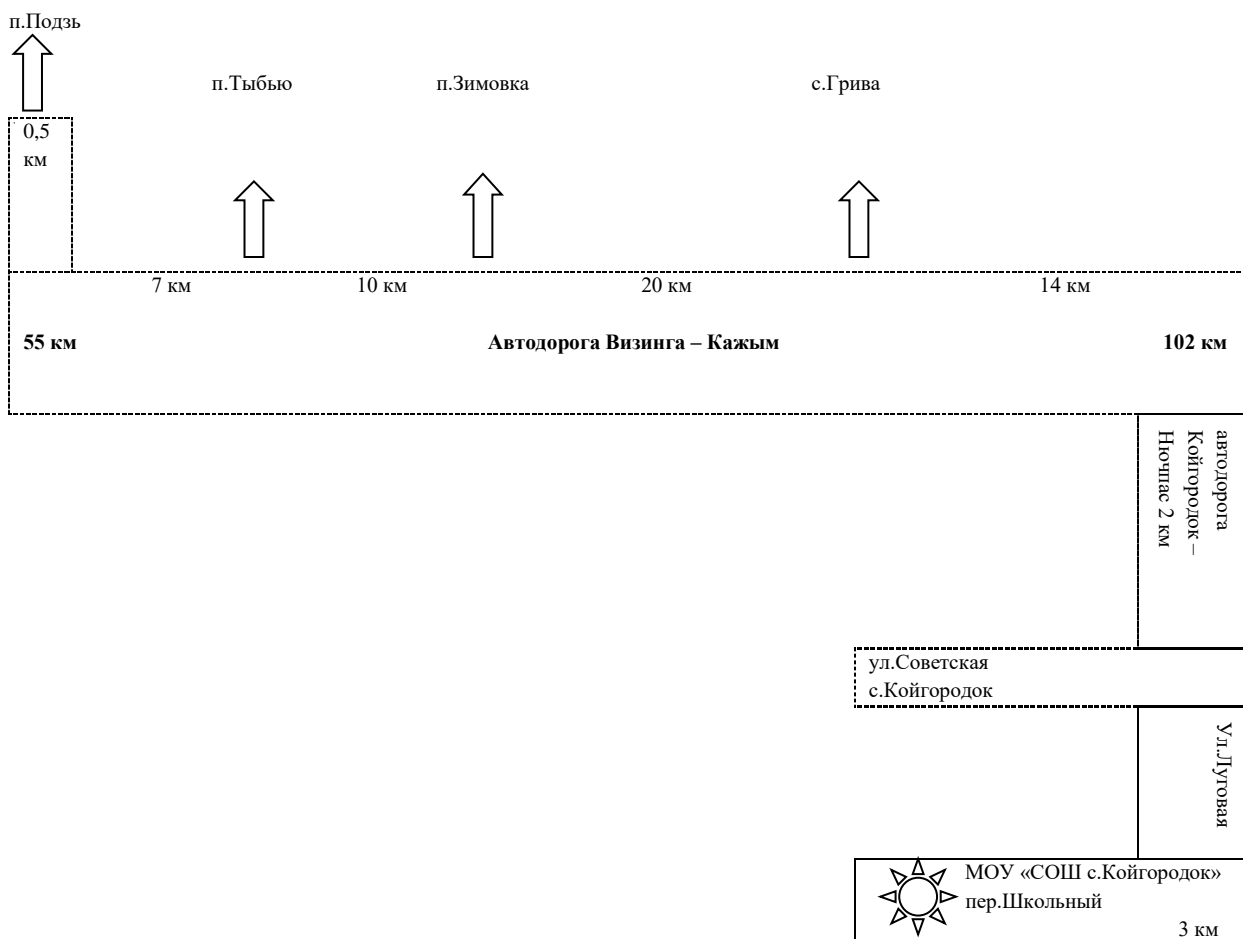 п.Подзь
п.Тыбью
п.Зимовка
с.Грива
0,5
км
7 км
10 км
20 км
14 км
55 км
Автодорога Визинга – Кажым
102 км
автодорога
Койгородок –
Нючпас 2 км
ул.Советская
с.Койгородок
Ул.Луговая
МОУ «СОШ с.Койгородок»
пер.Школьный
3 км